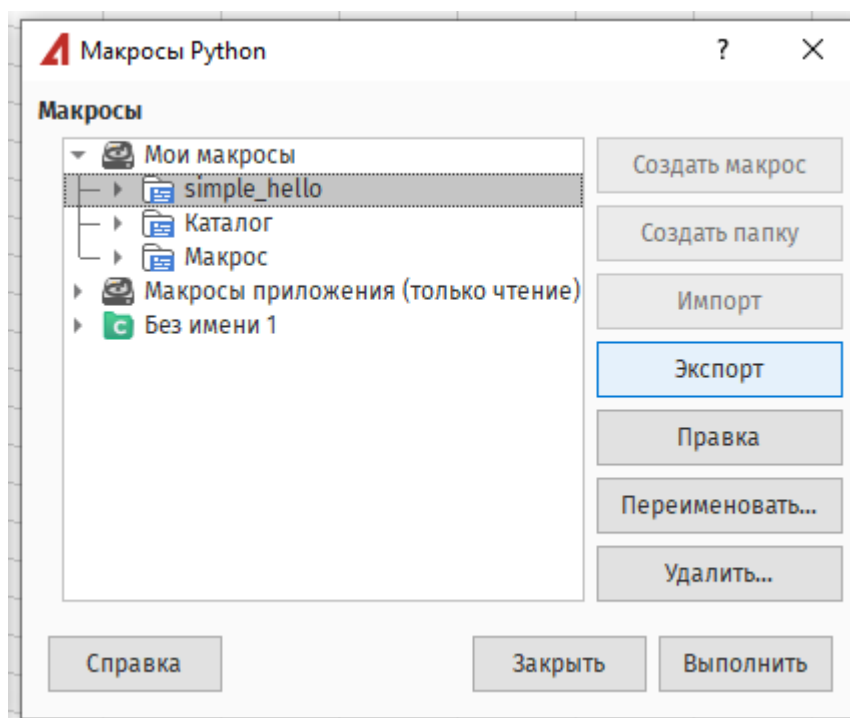 Макросы Python
?
Макросы
Мои макросы
simple_hello
Каталог
Макрос
Макросы приложения (только чтение)
Без имени 1
Создать макрос
Создать папку
Импорт
Экспорт
Правка
Переименовать...
Удалить...
Справка
Закрыть
Выполнить